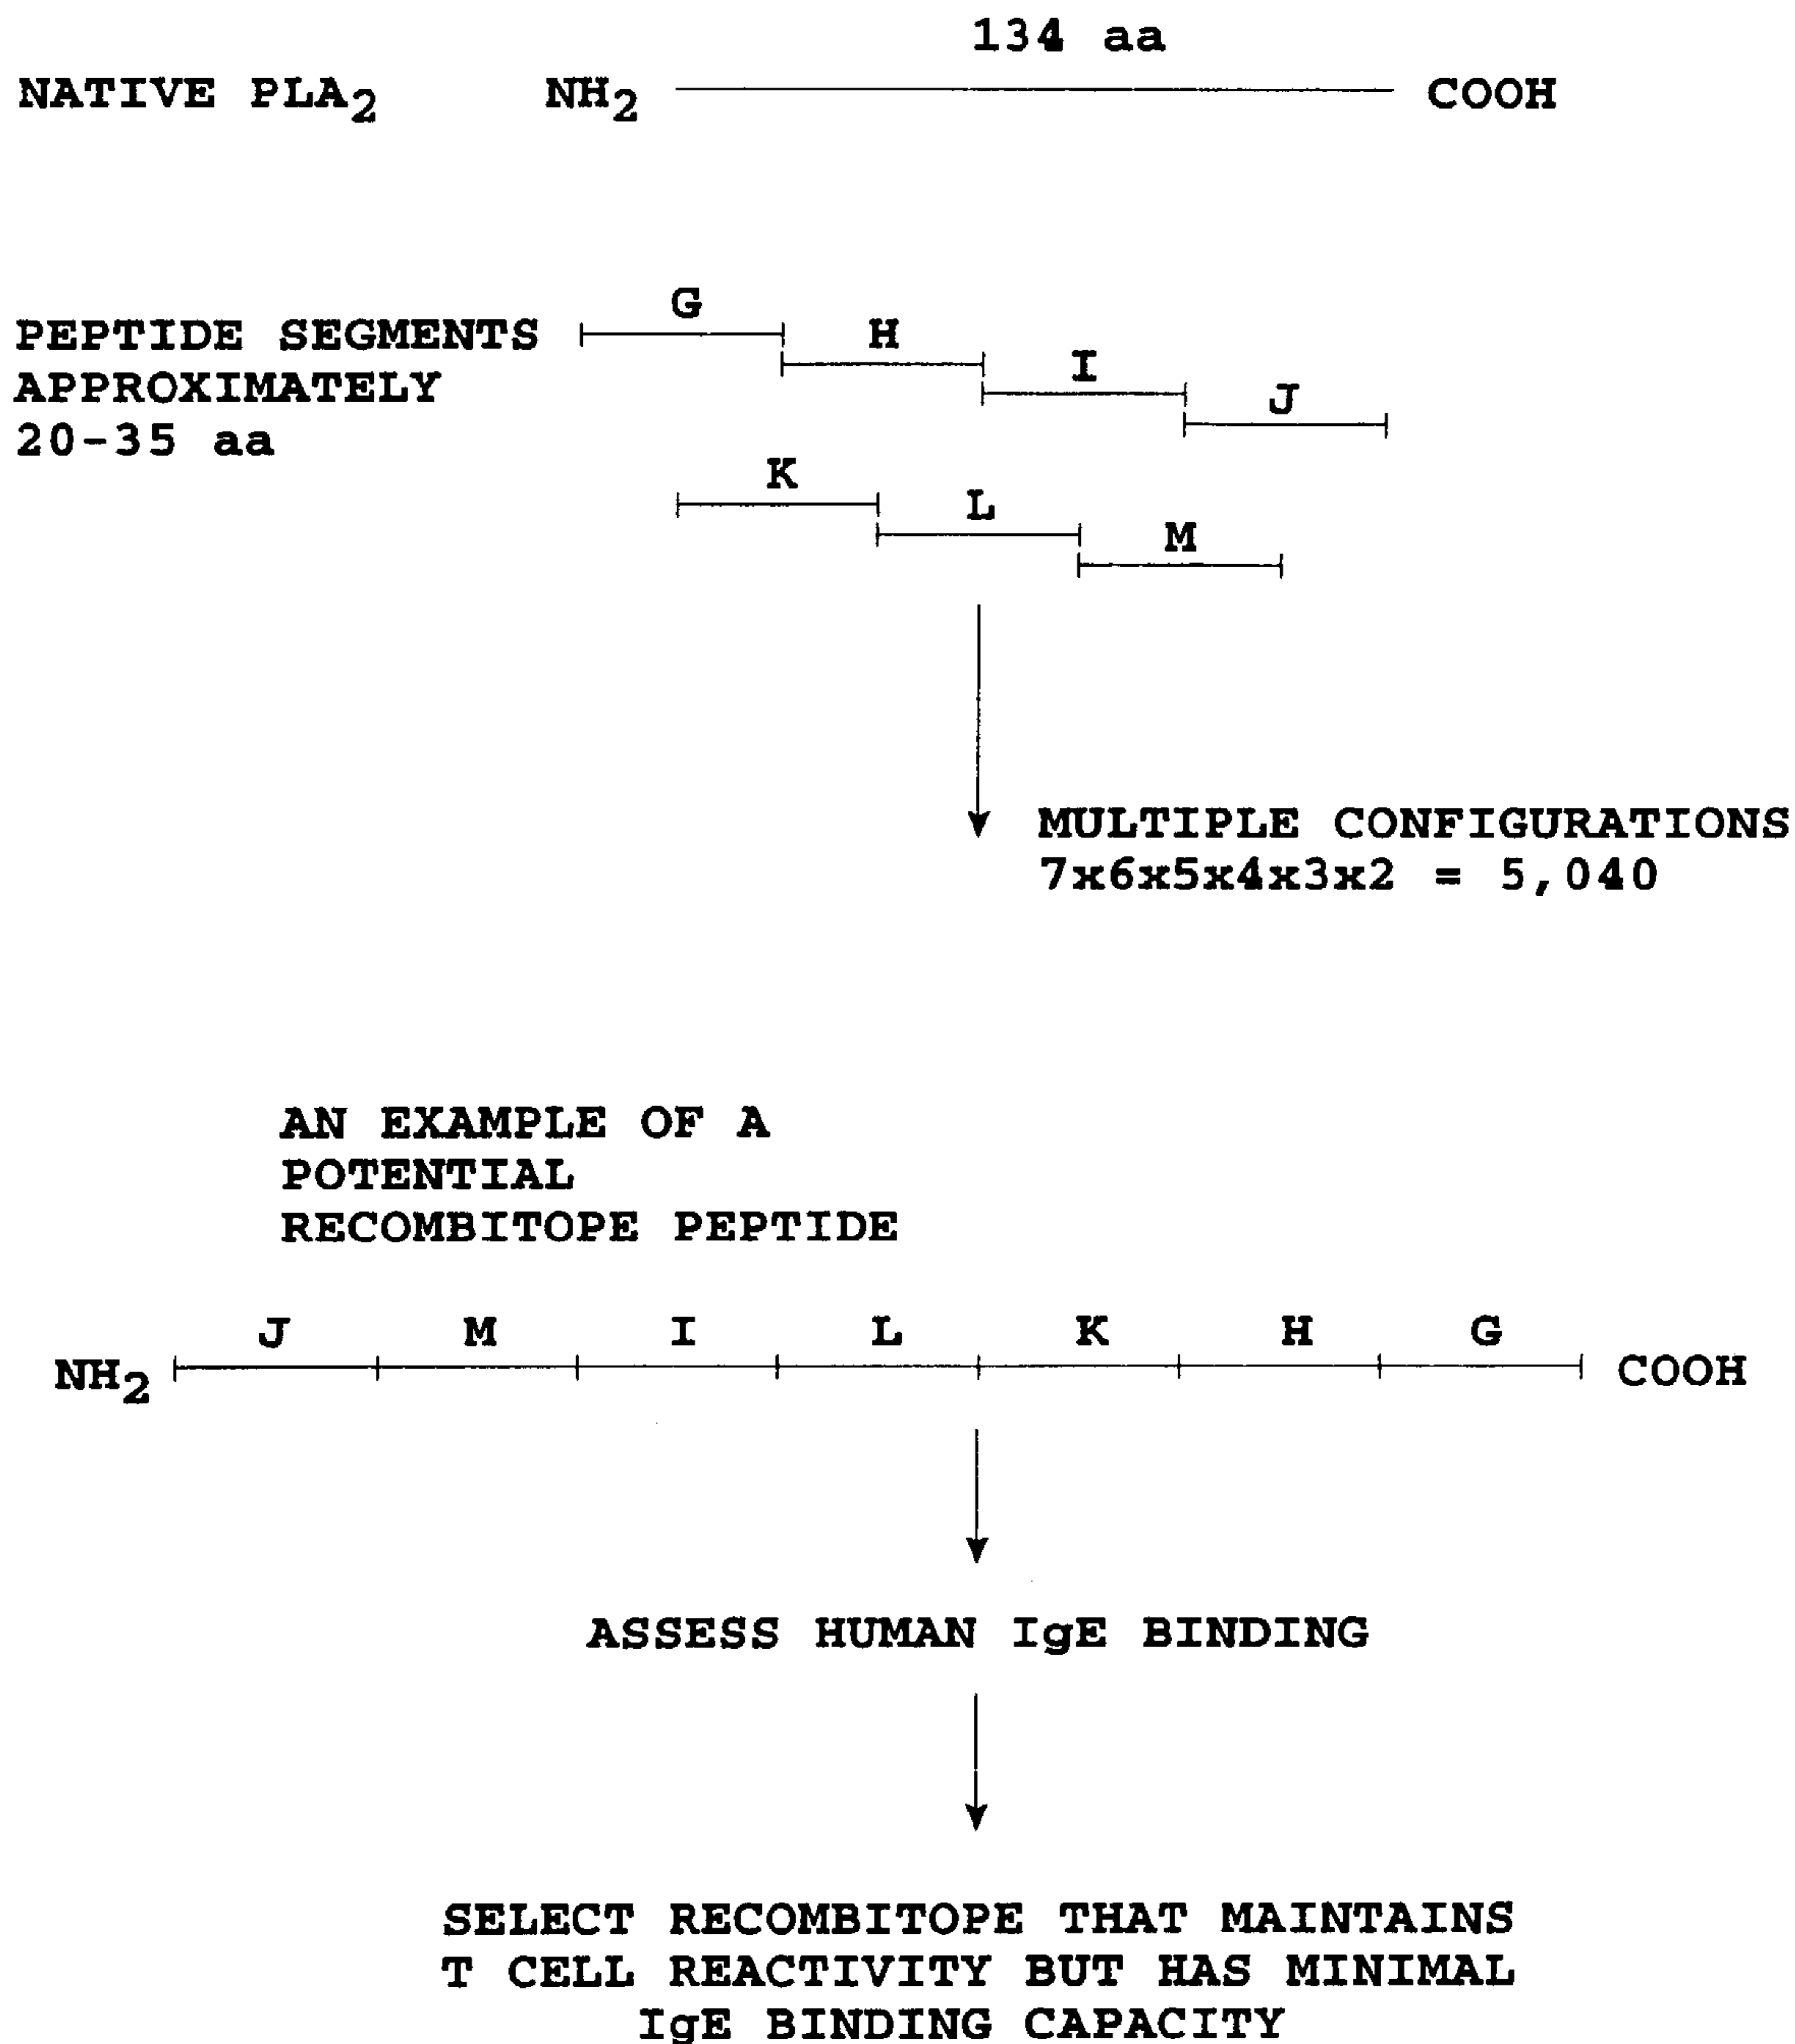 134 aa
NATIVE PLA2 NH2 COOH
G
H
I
J
PEPTIDE SEGMENTS
APPROXIMATELY
20-35 aa
K
L
M
MULTIPLE CONFIGURATIONS
7x6x5x4x3x2 = 5,040
AN EXAMPLE OF A
POTENTIAL
RECOMBITOPE PEPTIDE
J M I L K H G
NH2 COOH
ASSESS HUMAN IgE BINDING
SELECT RECOMBITOPE THAT MAINTAINS
T CELL REACTIVITY BUT HAS MINIMAL
IgE BINDING CAPACITY